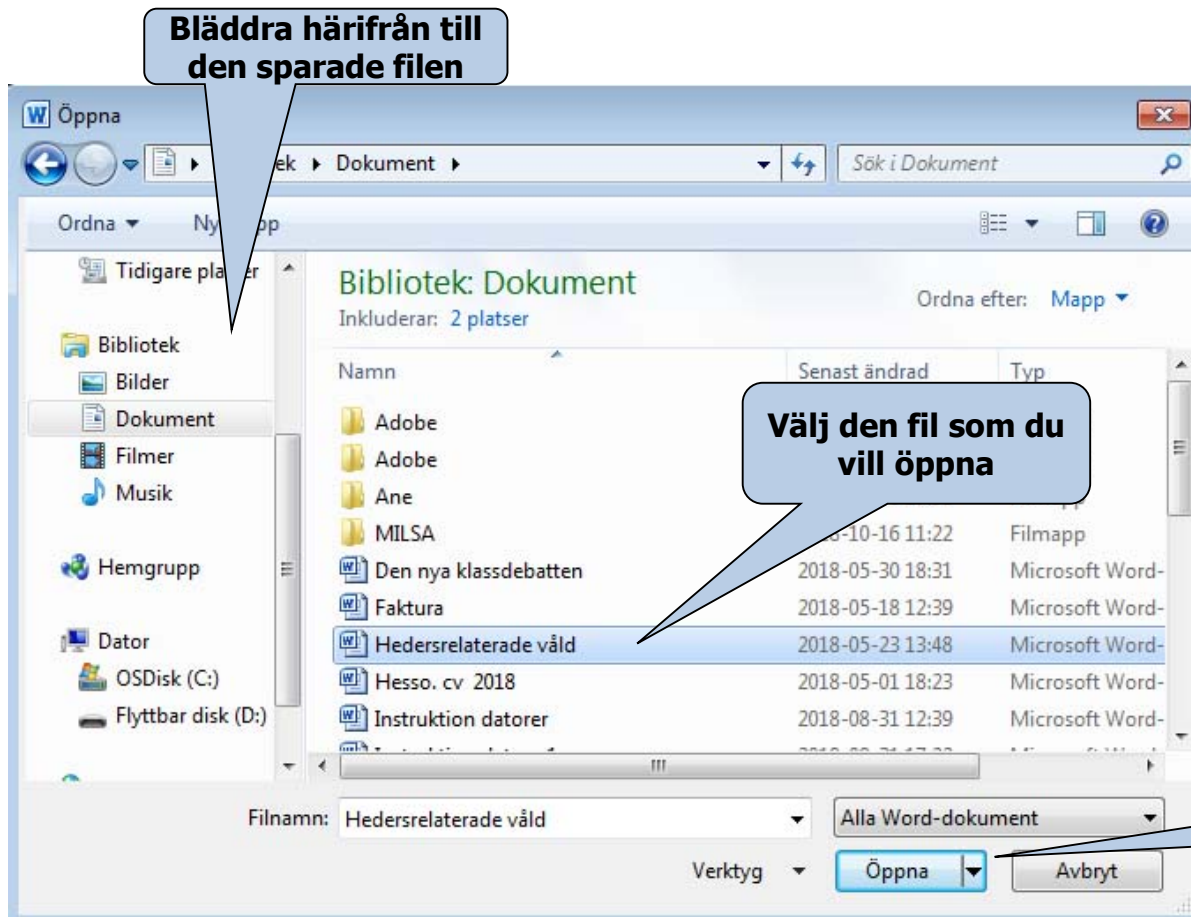 Bläddra härifrån till
den sparade filen
Öppna
ek Dokument
Sök i Dokument
Ordna
Tidigare
Bibliotek: Dokument
Inkluderar: 2 platser
Ordna efter: Mapp
Bibliotek
Bilder
Dokument
Filmer
Musik
Hemgrupp
Dator
OSDisk (C:)
Flyttbar disk (D:)
Namn Senast ändrad Typ
Adobe
Adobe
Ane
MILSA -10-16 11:22 Filmapp
Den nya klassdebatten 2018-05-30 18:31 Microsoft Word-
Faktura 2018-05-18 12:39 Microsoft Word-
Hedersrelaterade våld 2018-05-23 13:48 Microsoft Word-
Hesso. cv 2018 2018-05-01 18:23 Microsoft Word-
Instruktion datorer 2018-08-31 12:39 Microsoft Word-
Välj den fil som du
vill öppna
Filnamn: Hedersrelaterade våld Alla Word-dokument
Verktyg Öppna Avbryt